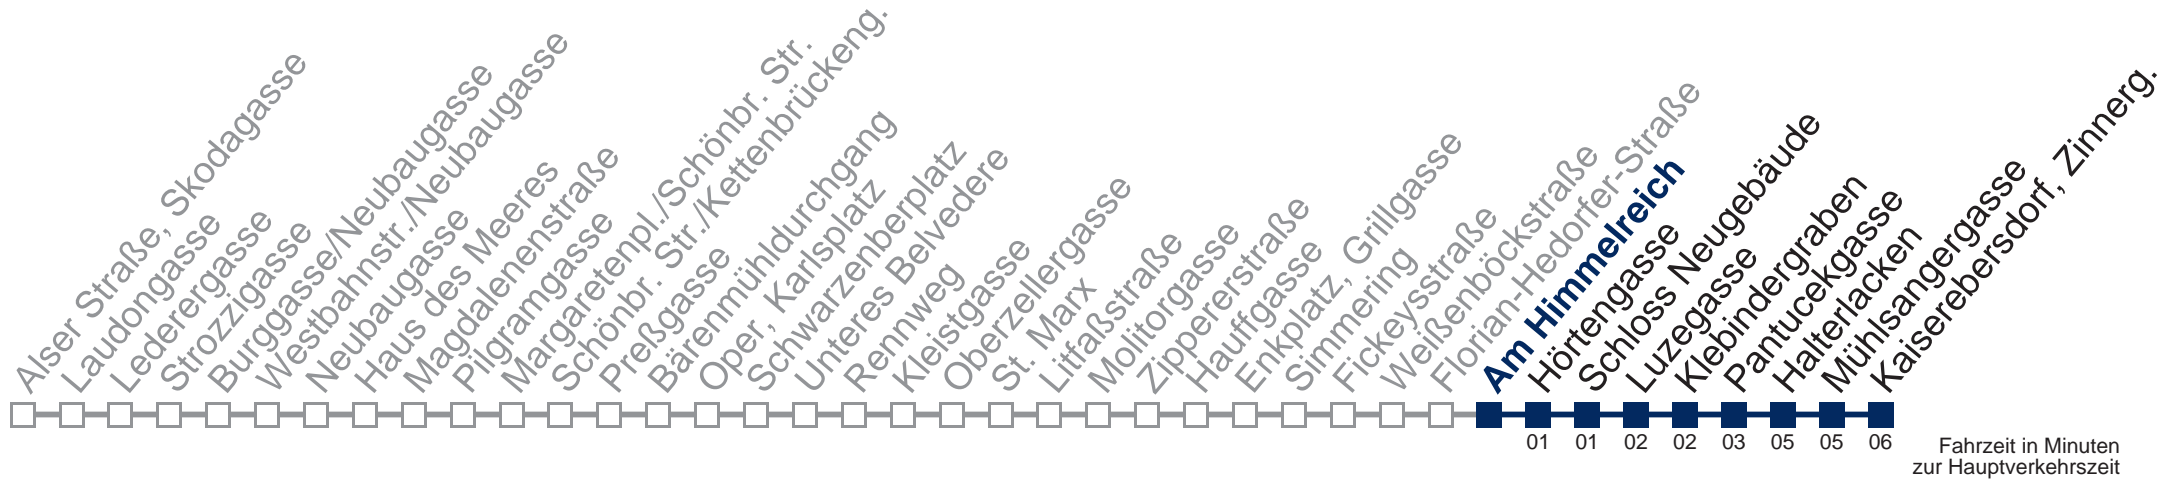 Alser Straße, Skodagasse
Laudongasse
Lederergasse
Strozzigasse
Burggasse/Neubaugasse
Westbahnstr./Neubaugasse
Neubaugasse
Haus des Meeres
Magdalenenstraße
Pilgramgasse
Margaretenpl./Schönbr. Str.
Schönbr. Str./Kettenbrückeng.
Preßgasse
Bärenmühldurchgang
Oper, Karlsplatz
Schwarzenberplatz
Unteres Belvedere
Rennweg
Kleistgasse
Oberzellergasse
St. Marx
Litfaßstraße
Molitorgasse
Zippererstraße
Hauffgasse
Enkplatz, Grillgasse
Simmering
Fickeysstraße
Weißenböckstraße
Florian-Hedorfer-Straße
Am Himmelreich
Hörtengasse
Schloss Neugebäude
Luzegasse
Klebindergraben
Pantucekgasse
Halterlacken
Mühlsangergasse
Kaiserebersdorf, Zinnerg.
01 01 02 02 03 05 05 06
Fahrzeit in Minuten
zur Hauptverkehrszeit